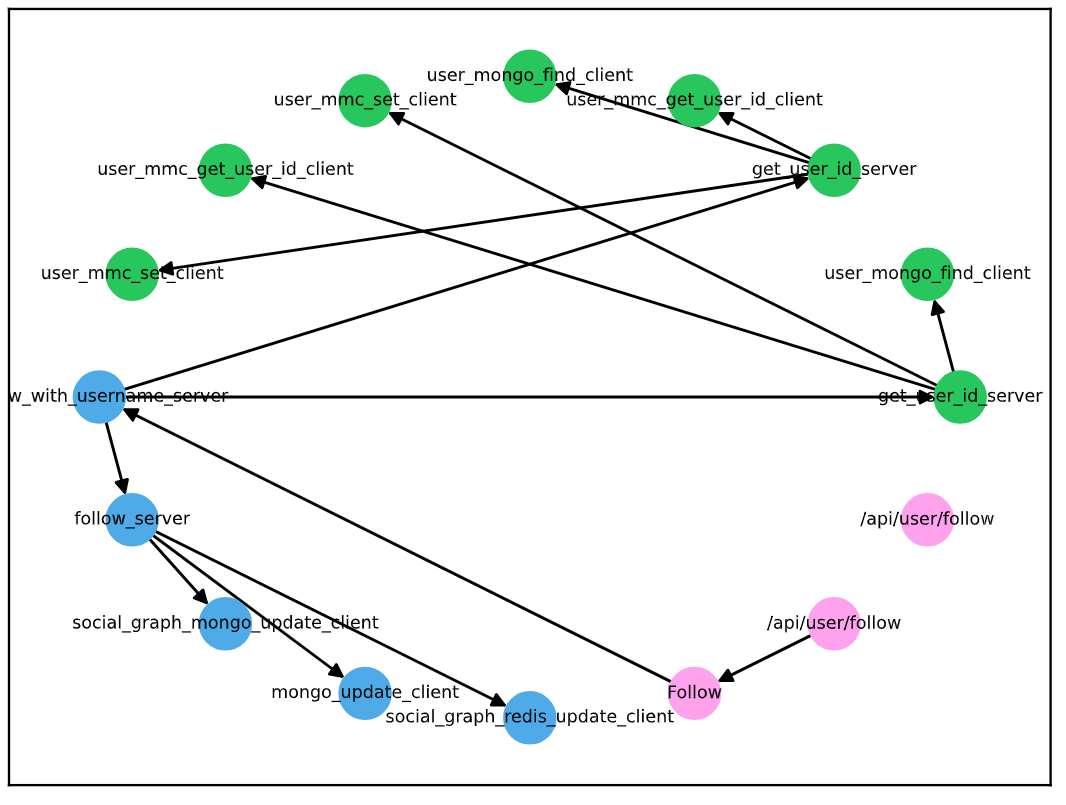 user_mongo_find_client
user_mmc_set_client
user_mmc_get_user_id_client
user_mmc_get_user_id_client
get_user_id_server
user_mmc_set_client
user_mongo_find_client
w_with_username_server
get_user_id_server
follow_server
/api/user/follow
social_graph_mongo_update_client
/api/user/follow
mongo_update_client
Follow
social_graph_redis_update_client